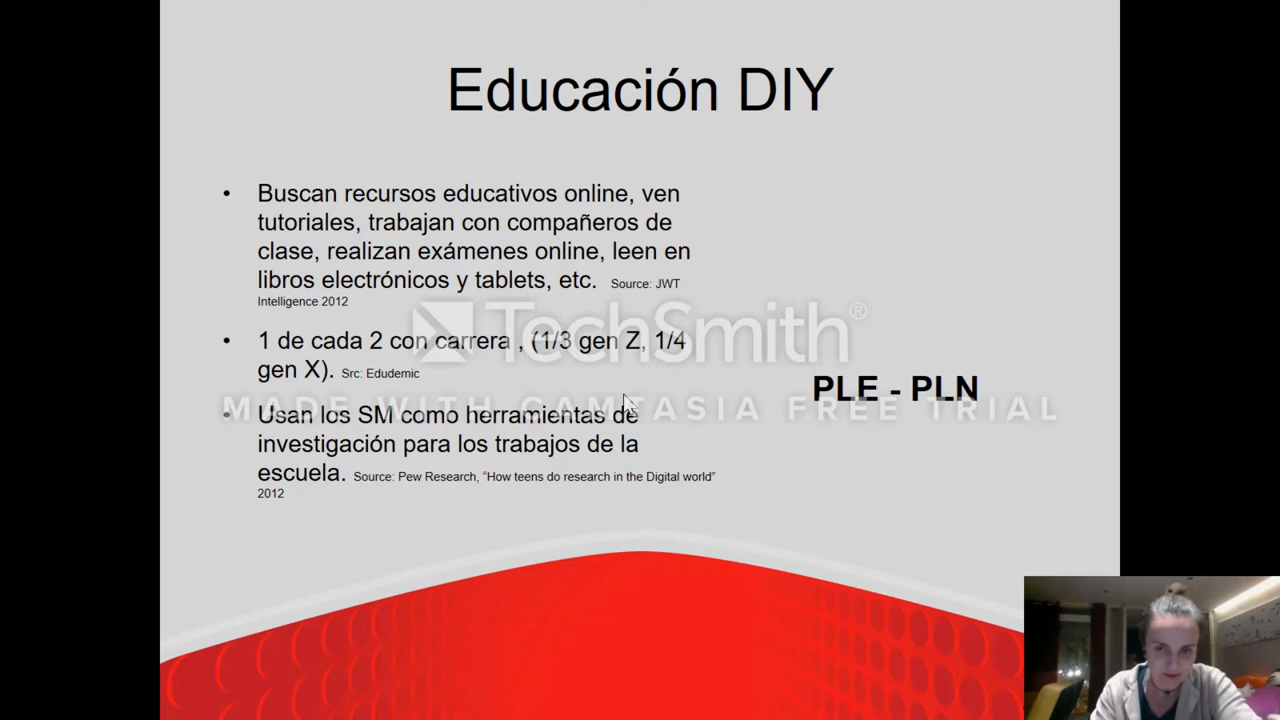 Educación DIY
• Buscan recursos educativos online, ven
tutoriales, trabajan con compañeros de
clase, realizan exámenes online, leen en
libros electrónicos y tablets, etc. Source: JWT
Intelligence 2012
• 1 de cada 2 con carrera , (1/3 gen Z, 1/4
gen X). Src: Edudemic
• Usan los SM como herramientas de
investigación para los trabajos de la
escuela. Source: Pew Research, “How teens do research in the Digital world”
2012
PLE - PLN
TechSmith®
MADE WITH CAMTASIA FREE TRIAL